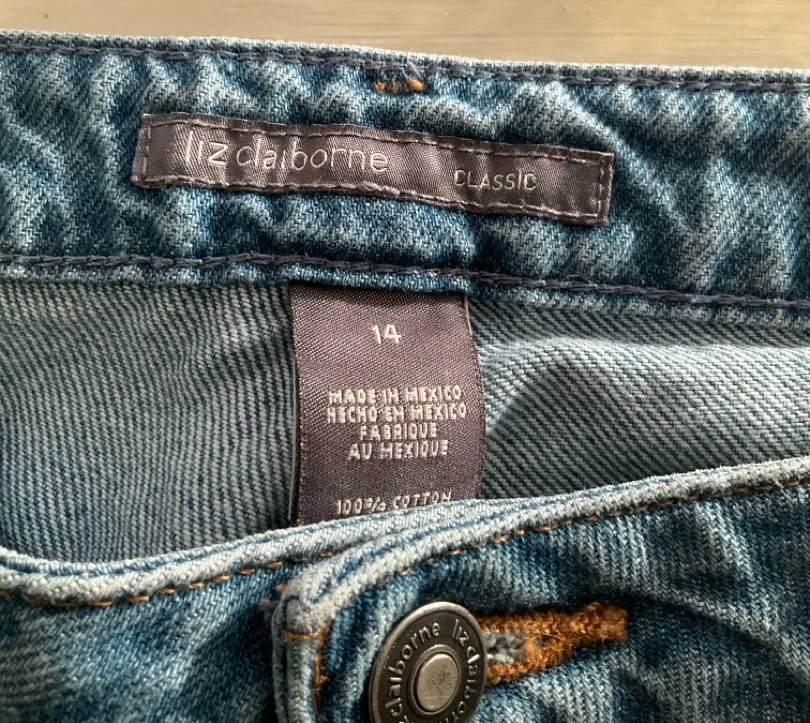 liz claiborne CLASSIC
14
MADE IN MEXICO
HECHO EN MEXICO
FABRIQUE
AU MEXIQUE
100% COTTON
liz claiborne